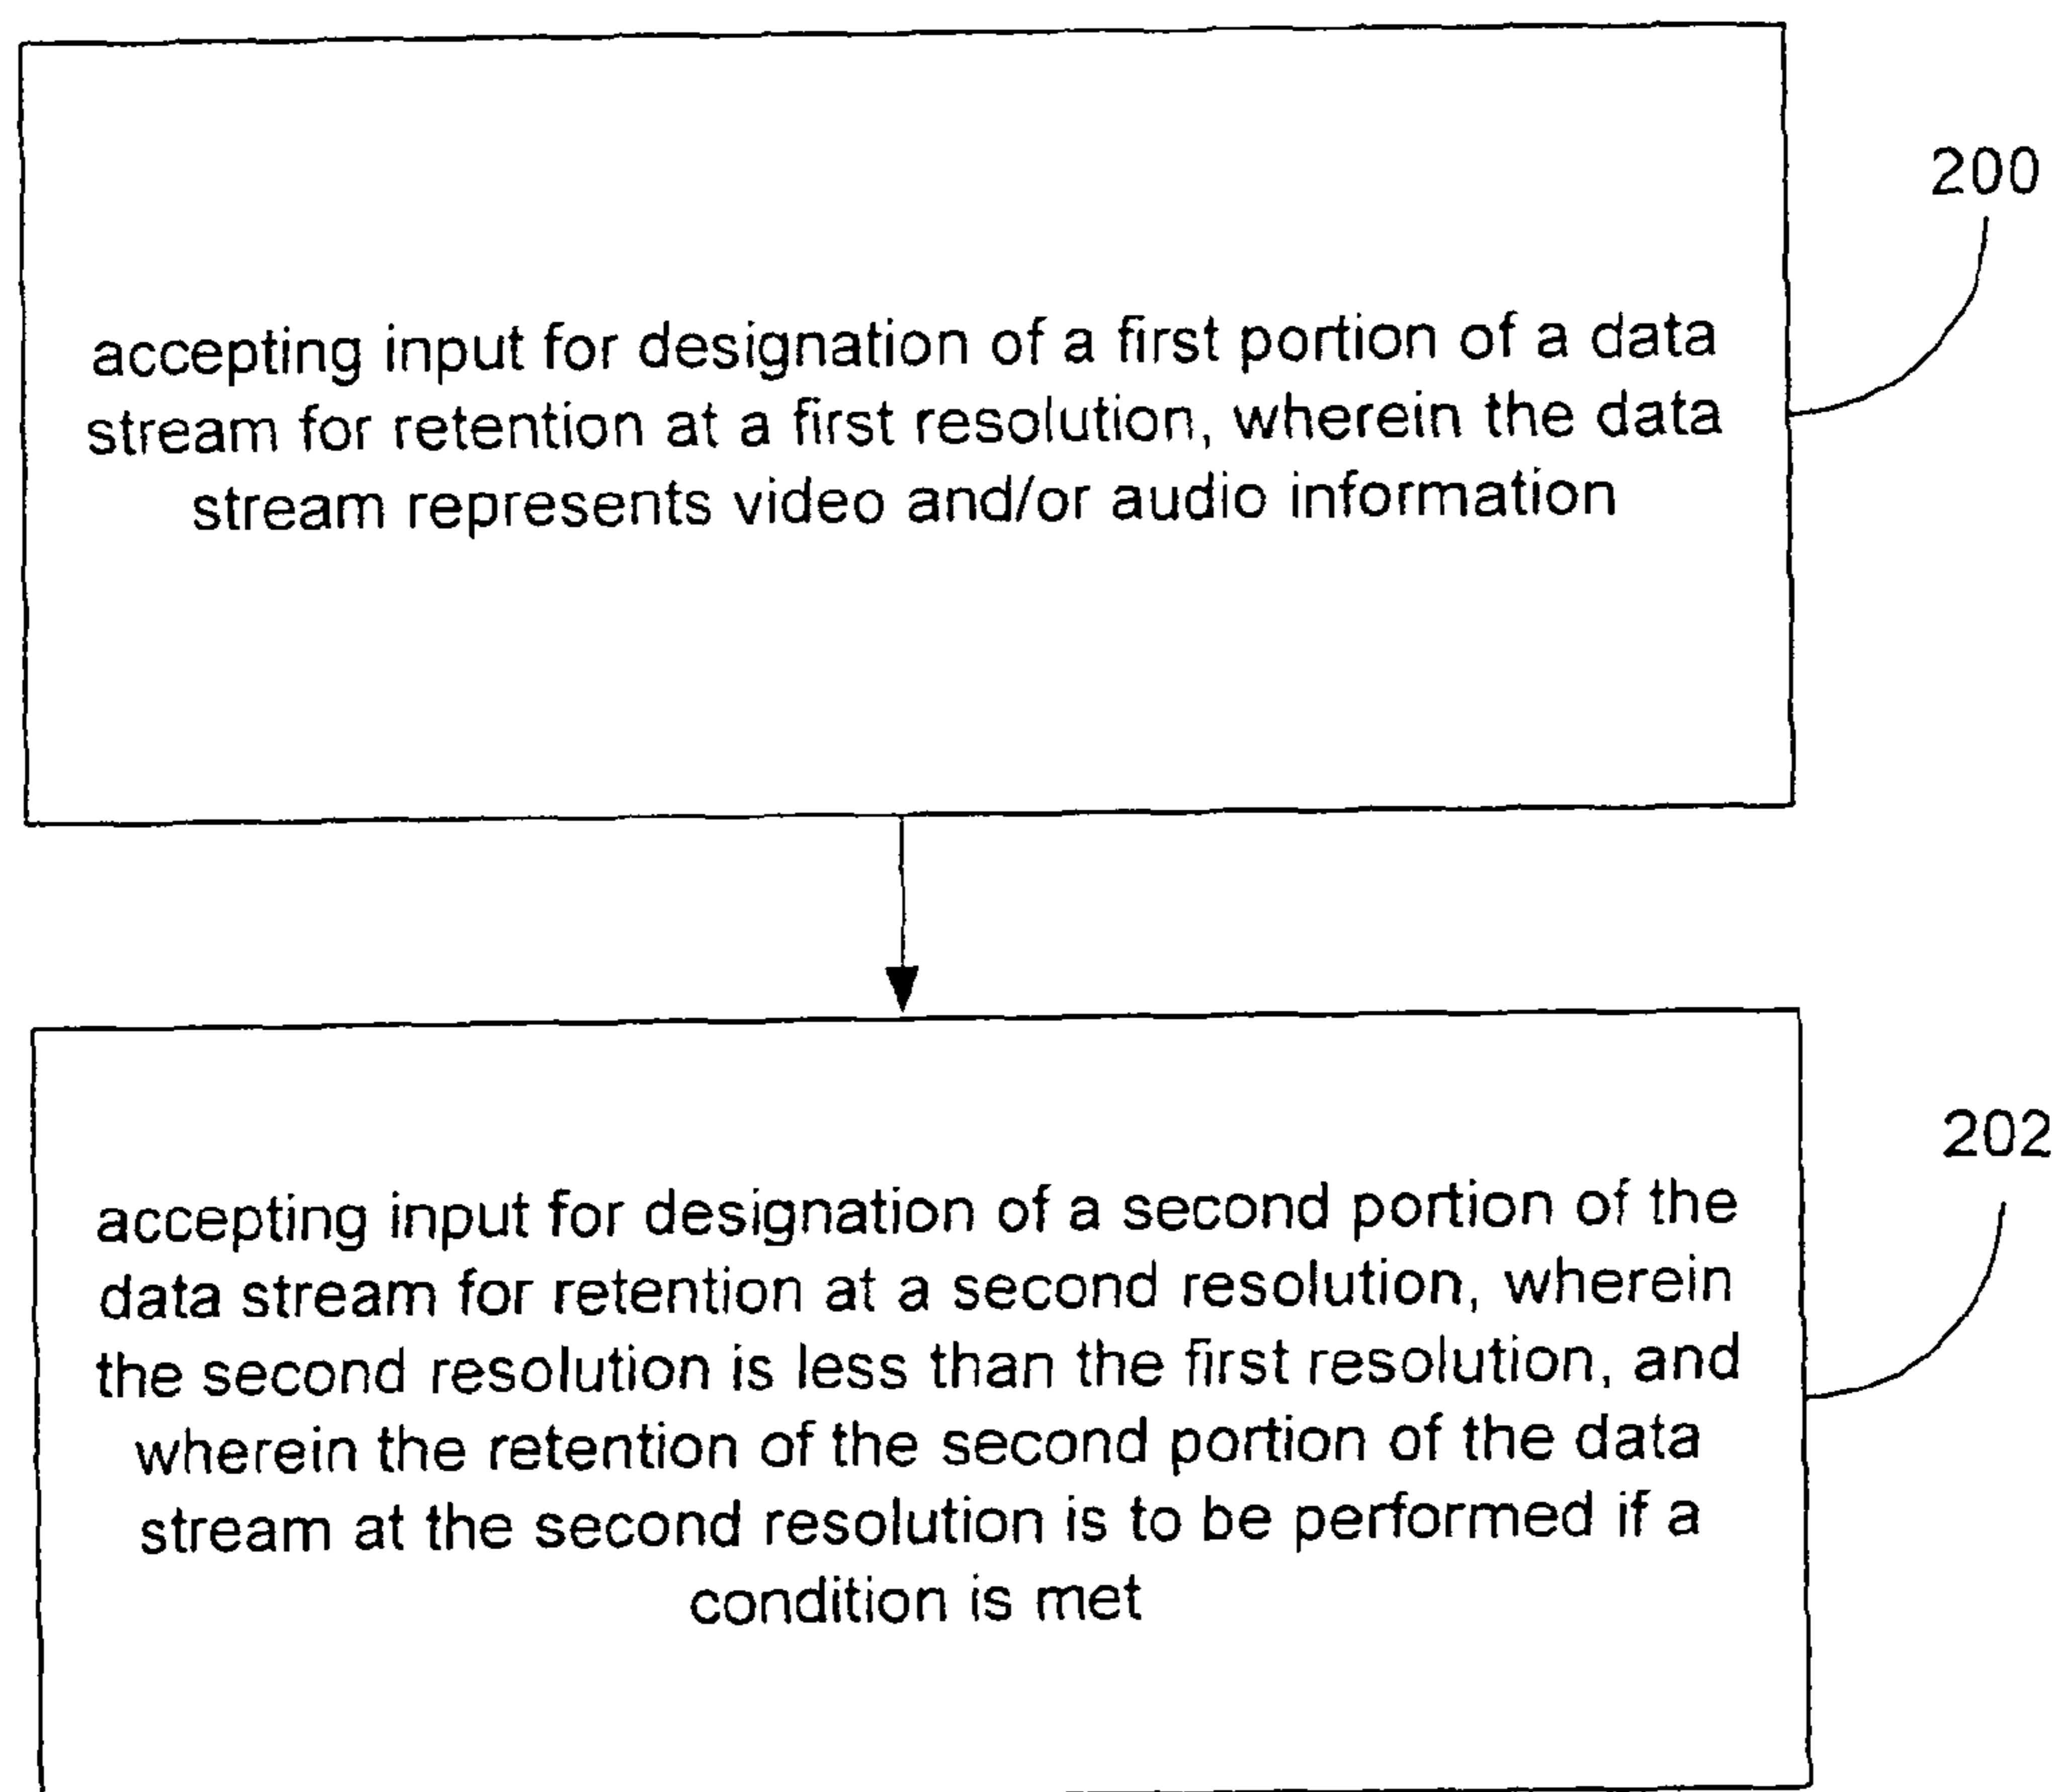 200
accepting input for designation of a first portion of a data
stream for retention at a first resolution, wherein the data
stream represents video and/or audio information
202
accepting input for designation of a second portion of the
data stream for retention at a second resolution, wherein
the second resolution is less than the first resolution, and
wherein the retention of the second portion of the data
stream at the second resolution is to be performed if a
condition is met